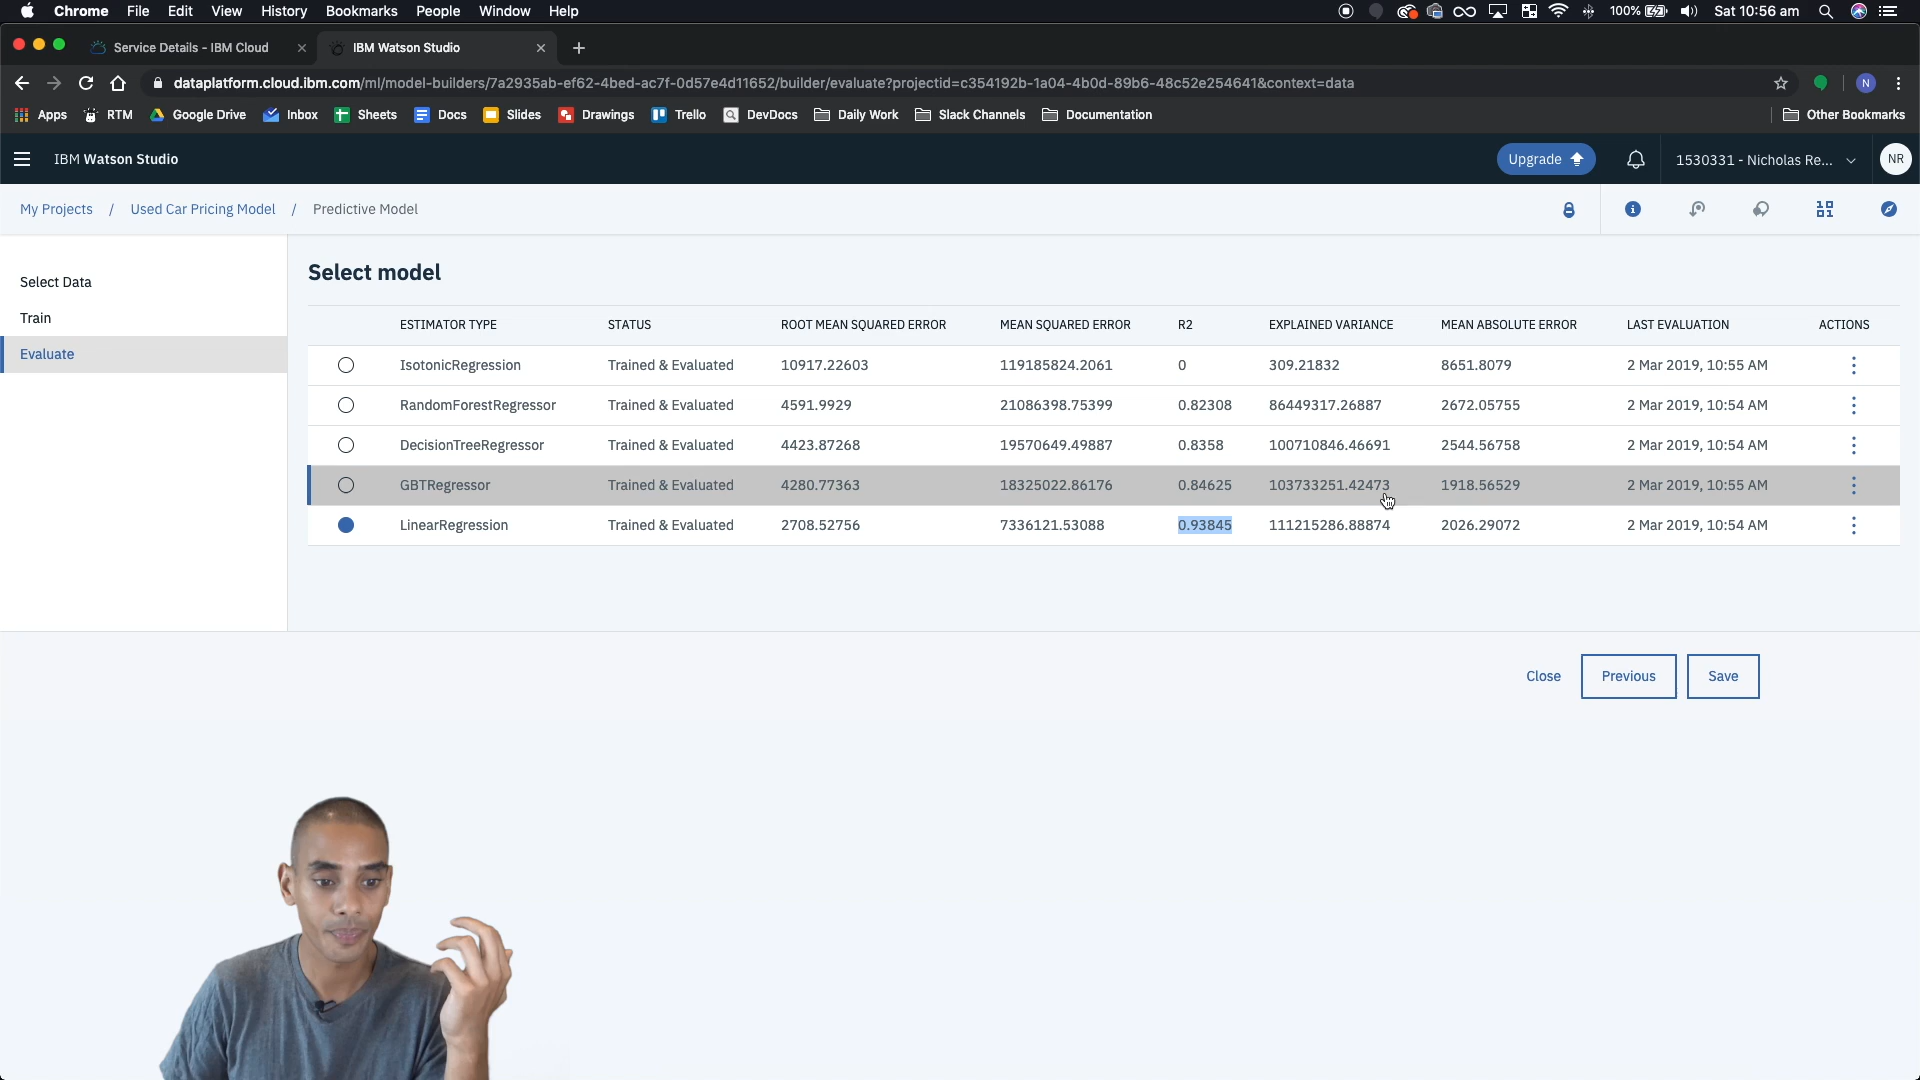 Chrome File Edit View History Bookmarks People Window Help 100% Sat 10:56 am
Service Details - IBM Cloud IBM Watson Studio
dataplatform.cloud.ibm.com/ml/model-builders/7a2935ab-ef62-4bed-ac7f-0d57e4d11652/builder/evaluate?projectid=c354192b-1a04-4b0d-89b6-48c52e254641&context=data N
Apps RTM Google Drive Inbox Sheets Docs Slides Drawings Trello DevDocs Daily Work Slack Channels Documentation Other Bookmarks
IBM Watson Studio Upgrade 1530331 - Nicholas Re... NR
My Projects / Used Car Pricing Model / Predictive Model
Select Data
Train
Evaluate
Select model
ESTIMATOR TYPE STATUS ROOT MEAN SQUARED ERROR MEAN SQUARED ERROR R2 EXPLAINED VARIANCE MEAN ABSOLUTE ERROR LAST EVALUATION ACTIONS
IsotonicRegression Trained & Evaluated 10917.22603 119185824.2061 0 309.21832 8651.8079 2 Mar 2019, 10:55 AM
RandomForestRegressor Trained & Evaluated 4591.9929 21086398.75399 0.82308 86449317.26887 2672.05755 2 Mar 2019, 10:54 AM
DecisionTreeRegressor Trained & Evaluated 4423.87268 19570649.49887 0.8358 100710846.46691 2544.56758 2 Mar 2019, 10:54 AM
GBTRegressor Trained & Evaluated 4280.77363 18325022.86176 0.84625 103733251.42473 1918.56529 2 Mar 2019, 10:55 AM
LinearRegression Trained & Evaluated 2708.52756 7336121.53088 0.93845 111215286.88874 2026.29072 2 Mar 2019, 10:54 AM
Close Previous Save